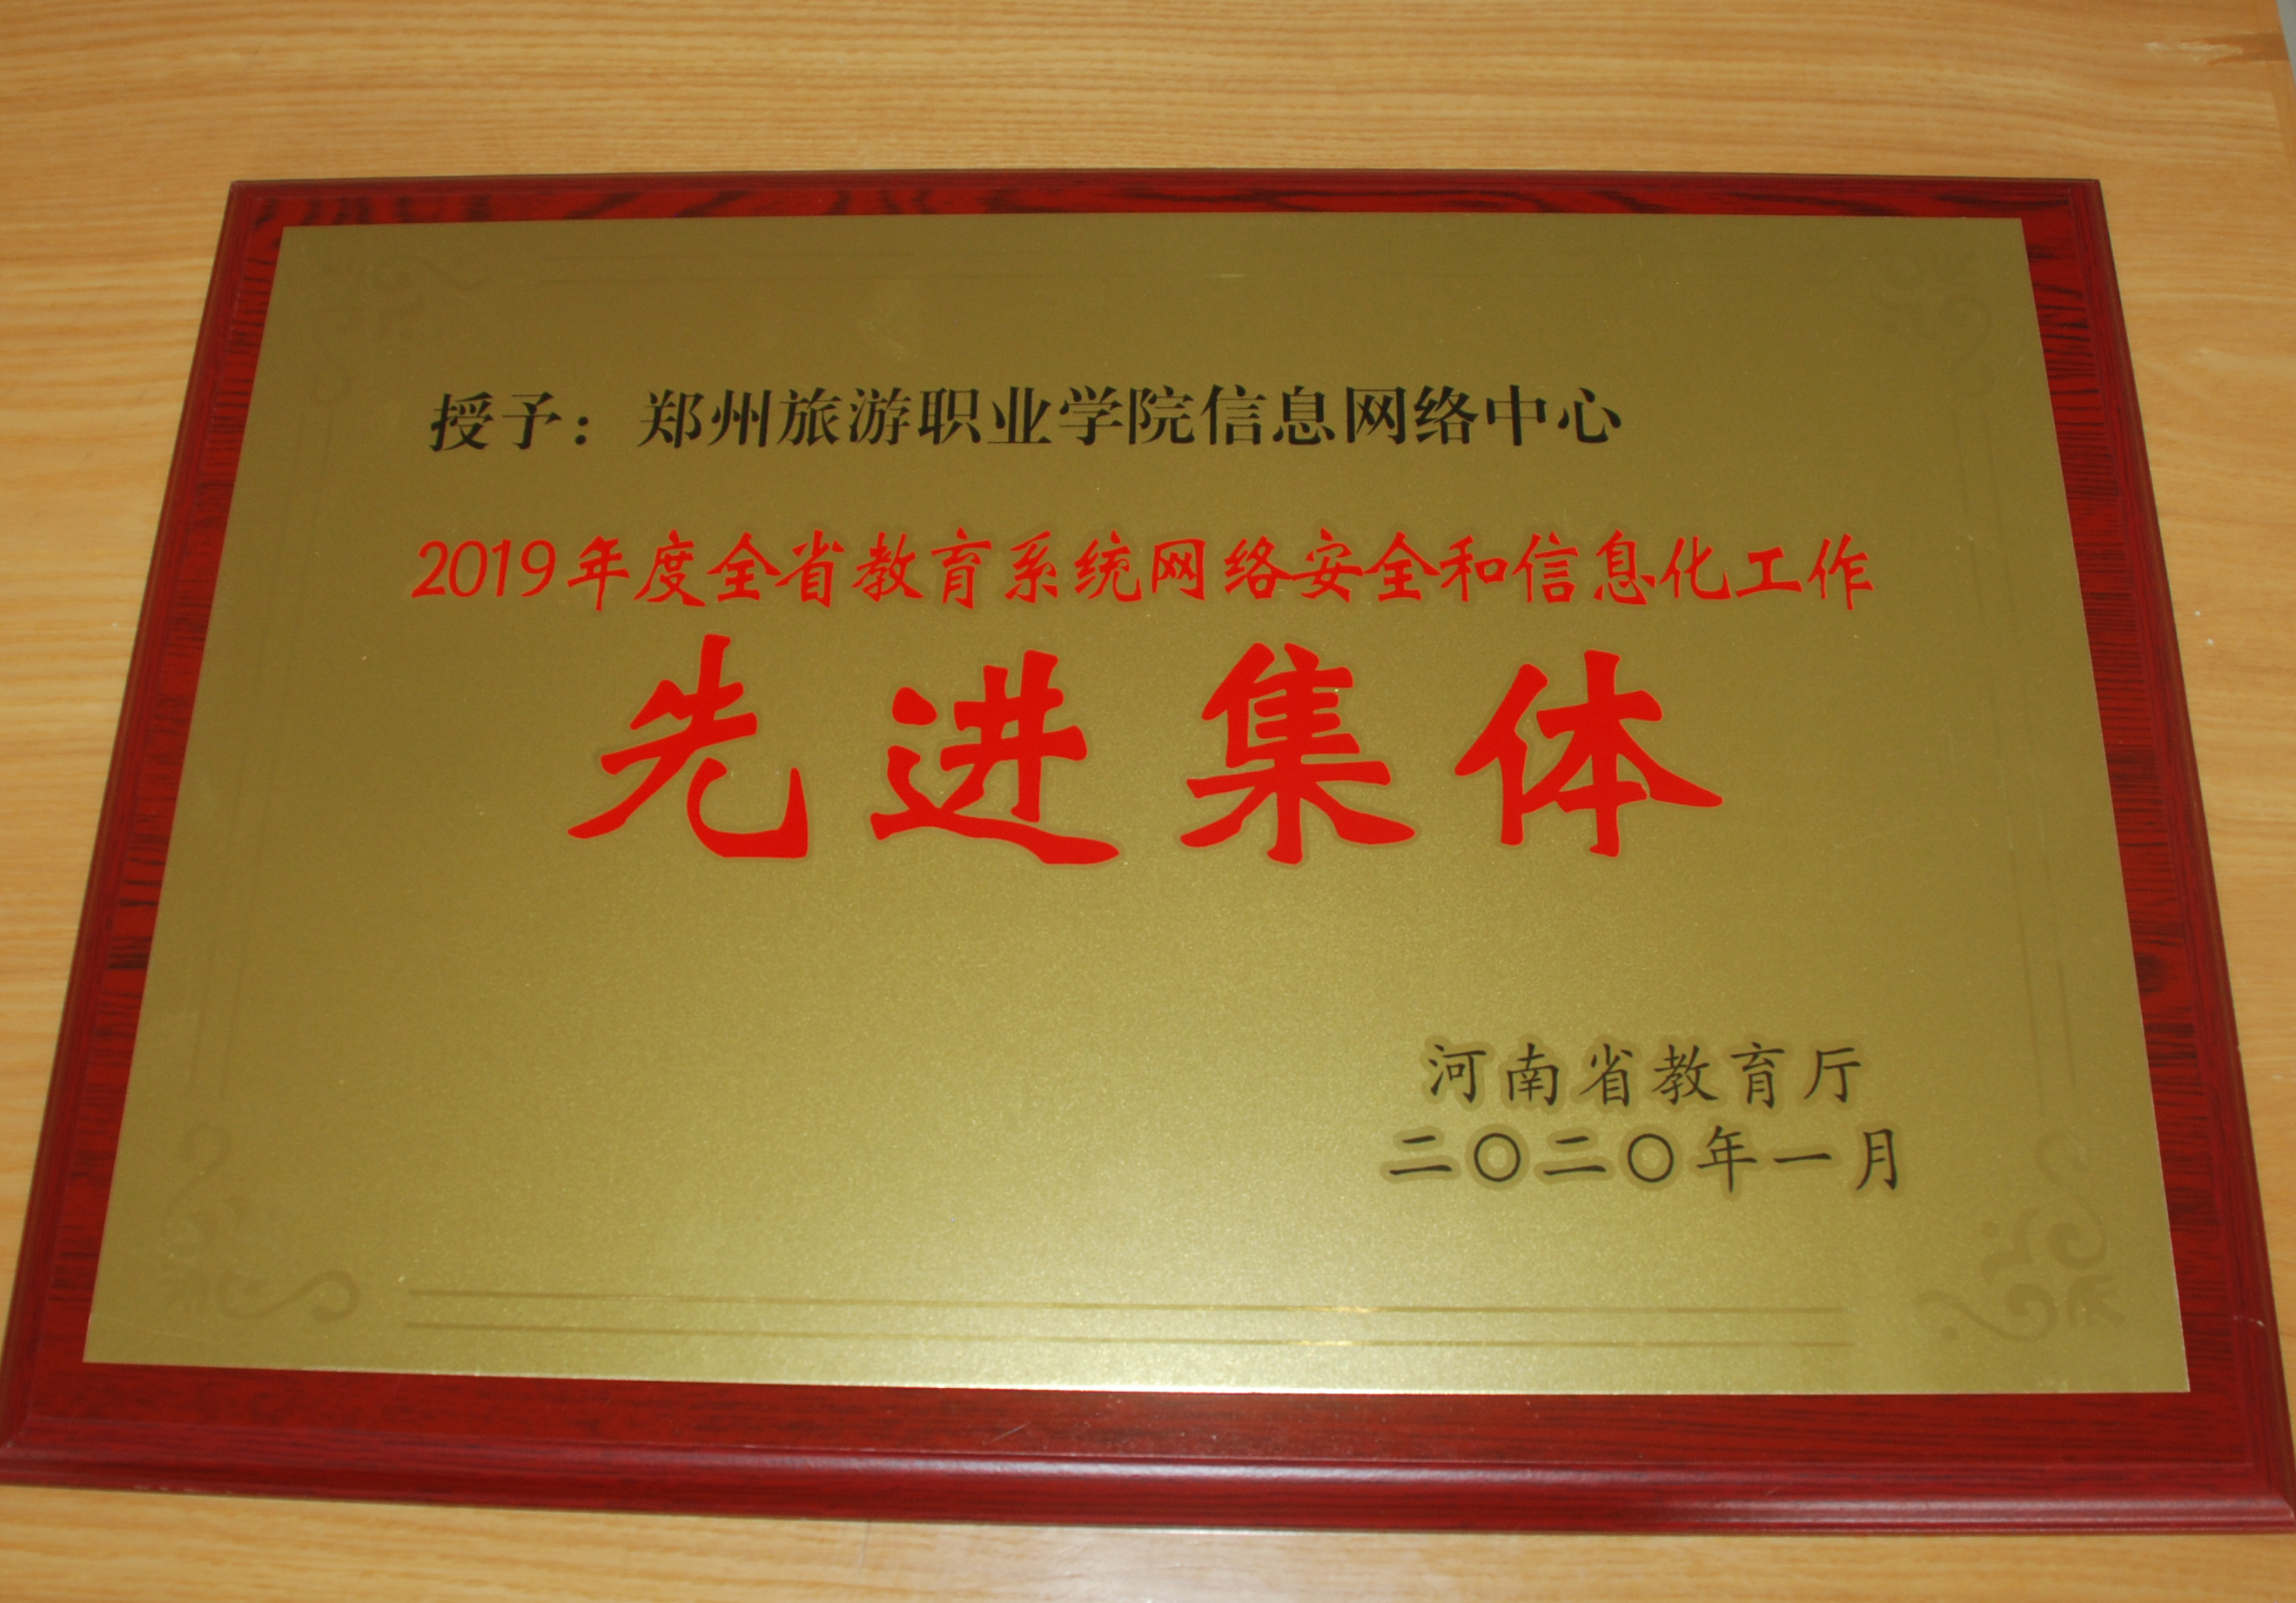 授予：郑州旅游职业学院信息网络中心
2019年度全省教育系统网络安全和信息化工作
先进集体
河南省教育厅
二〇二〇年一月